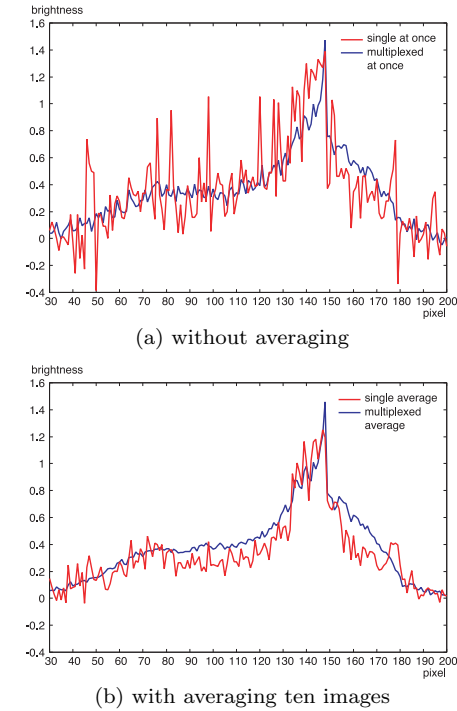 brightness
1.6
1.4
1.2
1
0.8
0.6
0.4
0.2
0
-0.2
-0.4
single at once
multiplexed
at once
30 40 50 60 70 80 90 100 110 120 130 140 150 160 170 180 190 200
pixel
(a) without averaging
brightness
1.6
1.4
1.2
1
0.8
0.6
0.4
0.2
0
-0.2
-0.4
single average
multiplexed
average
30 40 50 60 70 80 90 100 110 120 130 140 150 160 170 180 190 200
pixel
(b) with averaging ten images